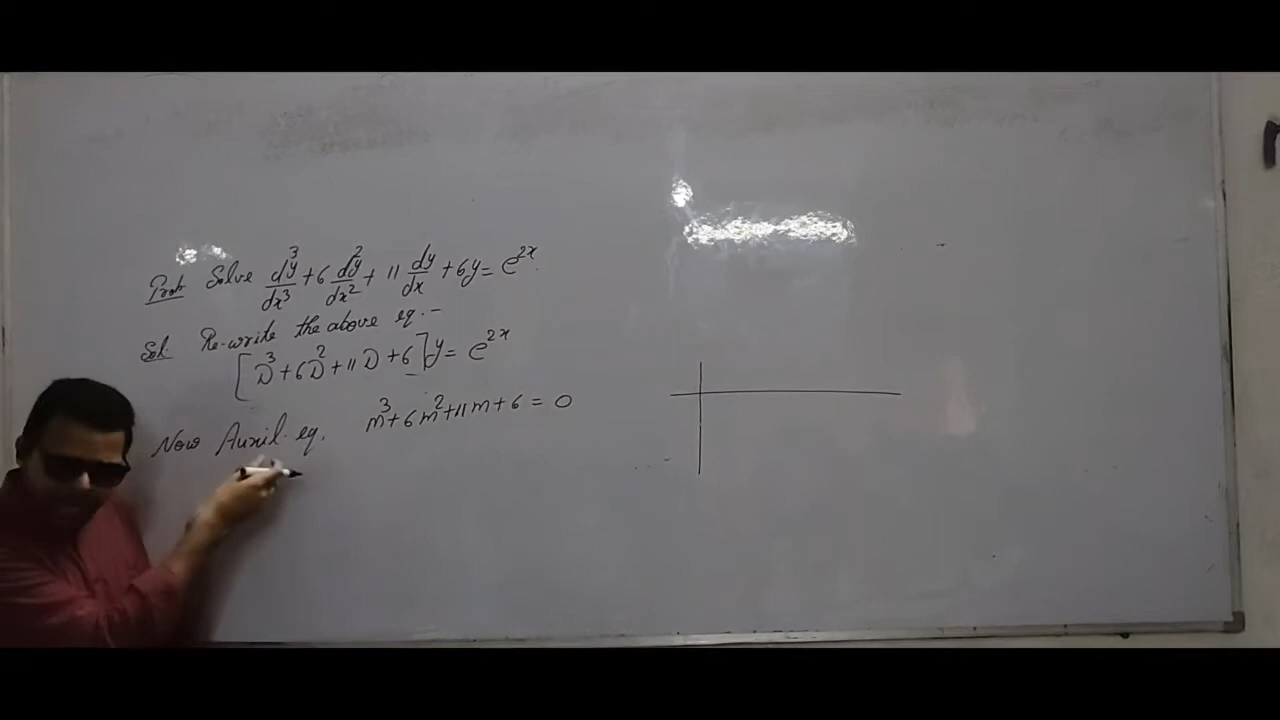 Prob Solve d³y/dx³ + 6 d²y/dx² + 11 dy/dx + 6y = e^2x.
Sol. Re-write the above eq. -
[D³ + 6D² + 11D + 6] y = e^2x
Now Auxil. eq. m³ + 6m² + 11m + 6 = 0